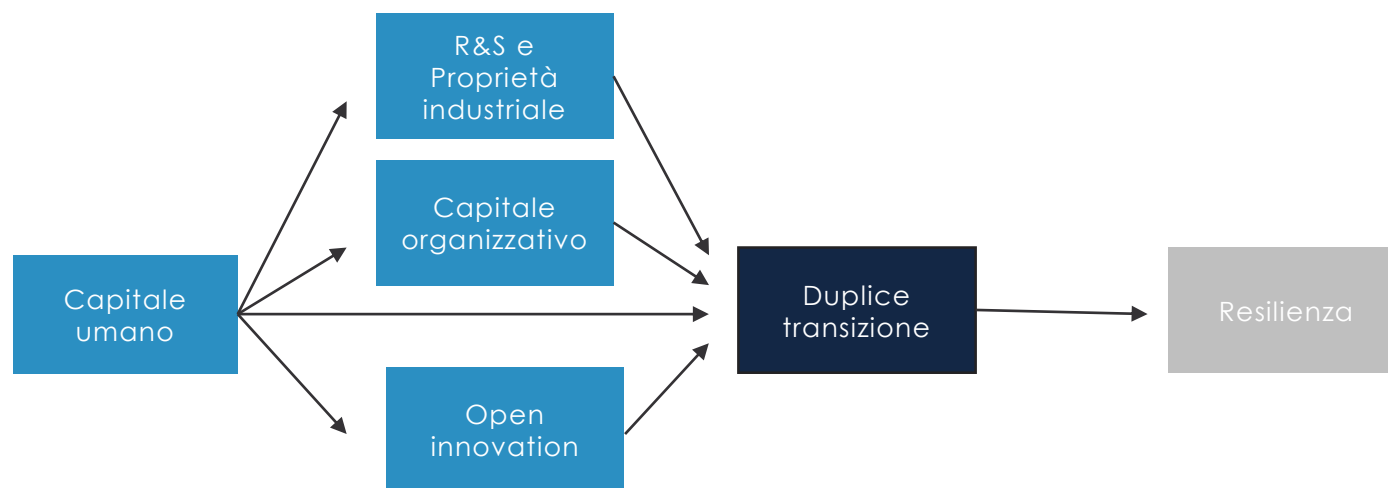 R&S e
Proprietà
industriale
Capitale
organizzativo
Capitale
umano
Duplice
transizione
Resilienza
Open
innovation